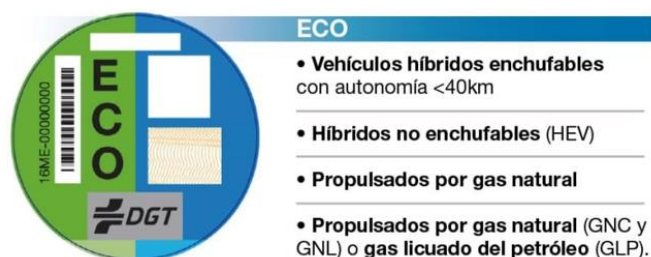 ECO
16ME-00000000
DGT
ECO
• Vehículos híbridos enchufables
con autonomía <40km
• Híbridos no enchufables (HEV)
• Propulsados por gas natural
• Propulsados por gas natural (GNC y
GNL) o gas licuado del petróleo (GLP).